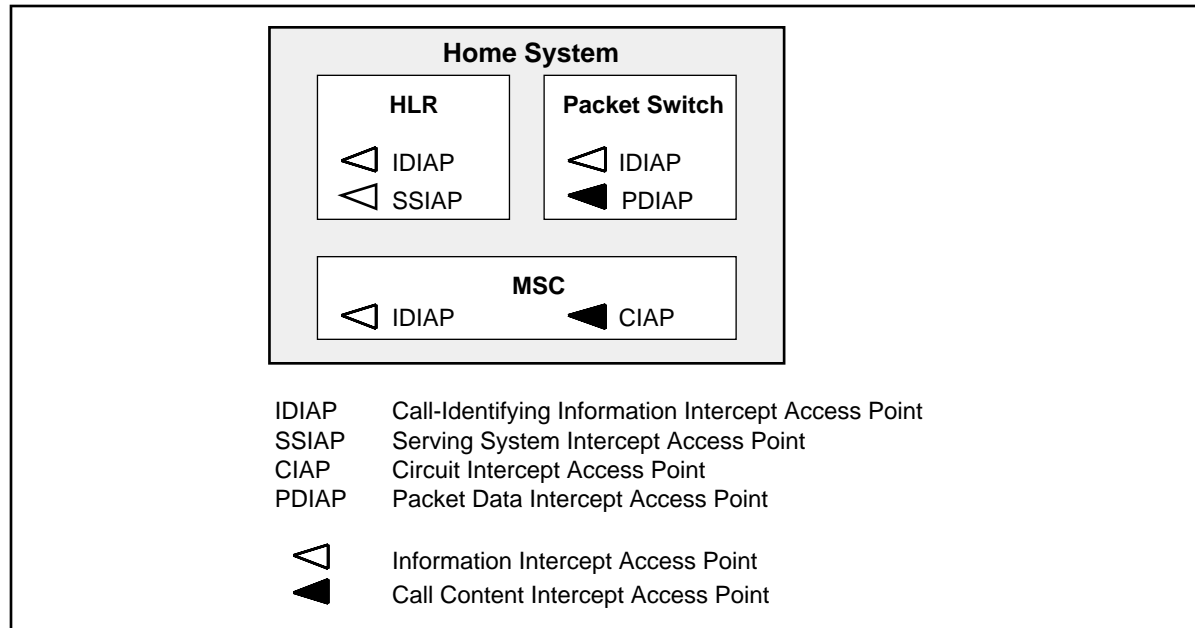 Home System
HLR
IDIAP
SSIAP
Packet Switch
IDIAP
PDIAP
MSC
IDIAP CIAP
IDIAP Call-Identifying Information Intercept Access Point
SSIAP Serving System Intercept Access Point
CIAP Circuit Intercept Access Point
PDIAP Packet Data Intercept Access Point
Information Intercept Access Point
Call Content Intercept Access Point